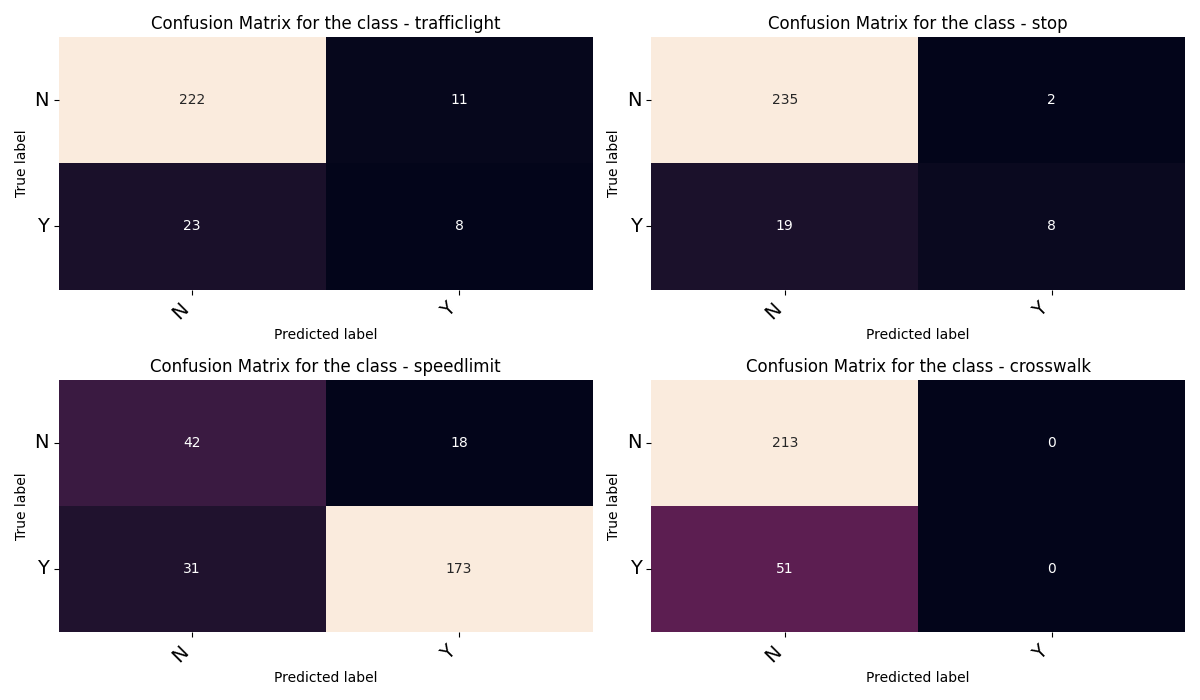 Confusion Matrix for the class - trafficlight
N 222 11
Y 23 8
True label
N Y
Predicted label
Confusion Matrix for the class - stop
N 235 2
Y 19 8
True label
N Y
Predicted label
Confusion Matrix for the class - speedlimit
N 42 18
Y 31 173
True label
N Y
Predicted label
Confusion Matrix for the class - crosswalk
N 213 0
Y 51 0
True label
N Y
Predicted label